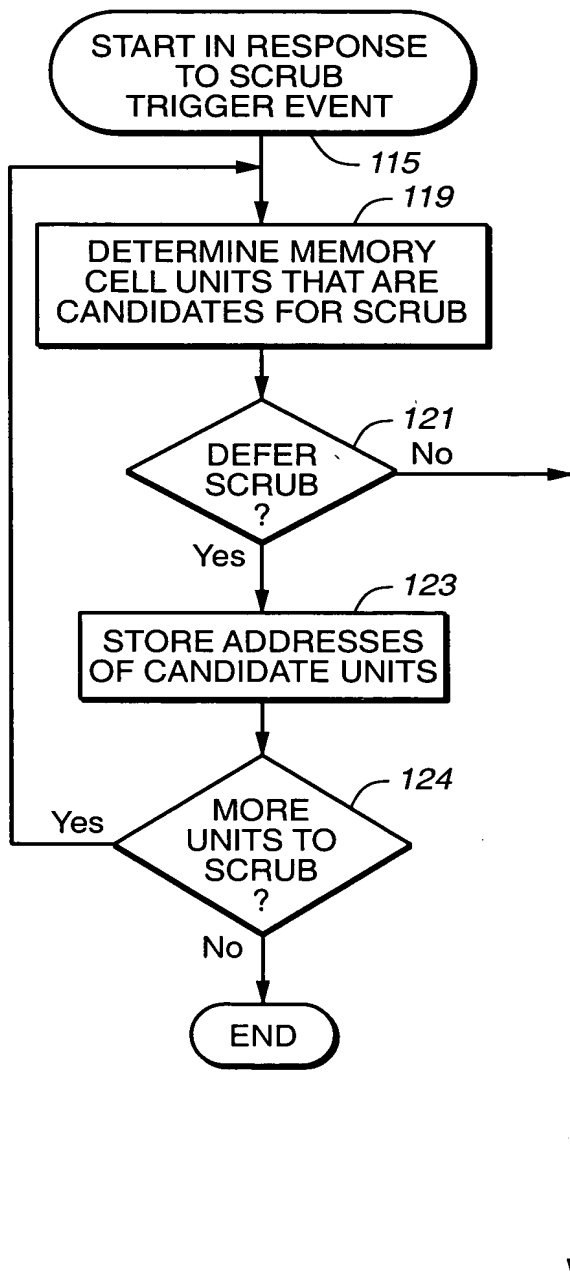 START IN RESPONSE
TO SCRUB
TRIGGER EVENT
115
119
DETERMINE MEMORY
CELL UNITS THAT ARE
CANDIDATES FOR SCRUB
121
DEFER
SCRUB
?
No
Yes
123
STORE ADDRESSES
OF CANDIDATE UNITS
124
MORE
UNITS TO
SCRUB
?
Yes
No
END